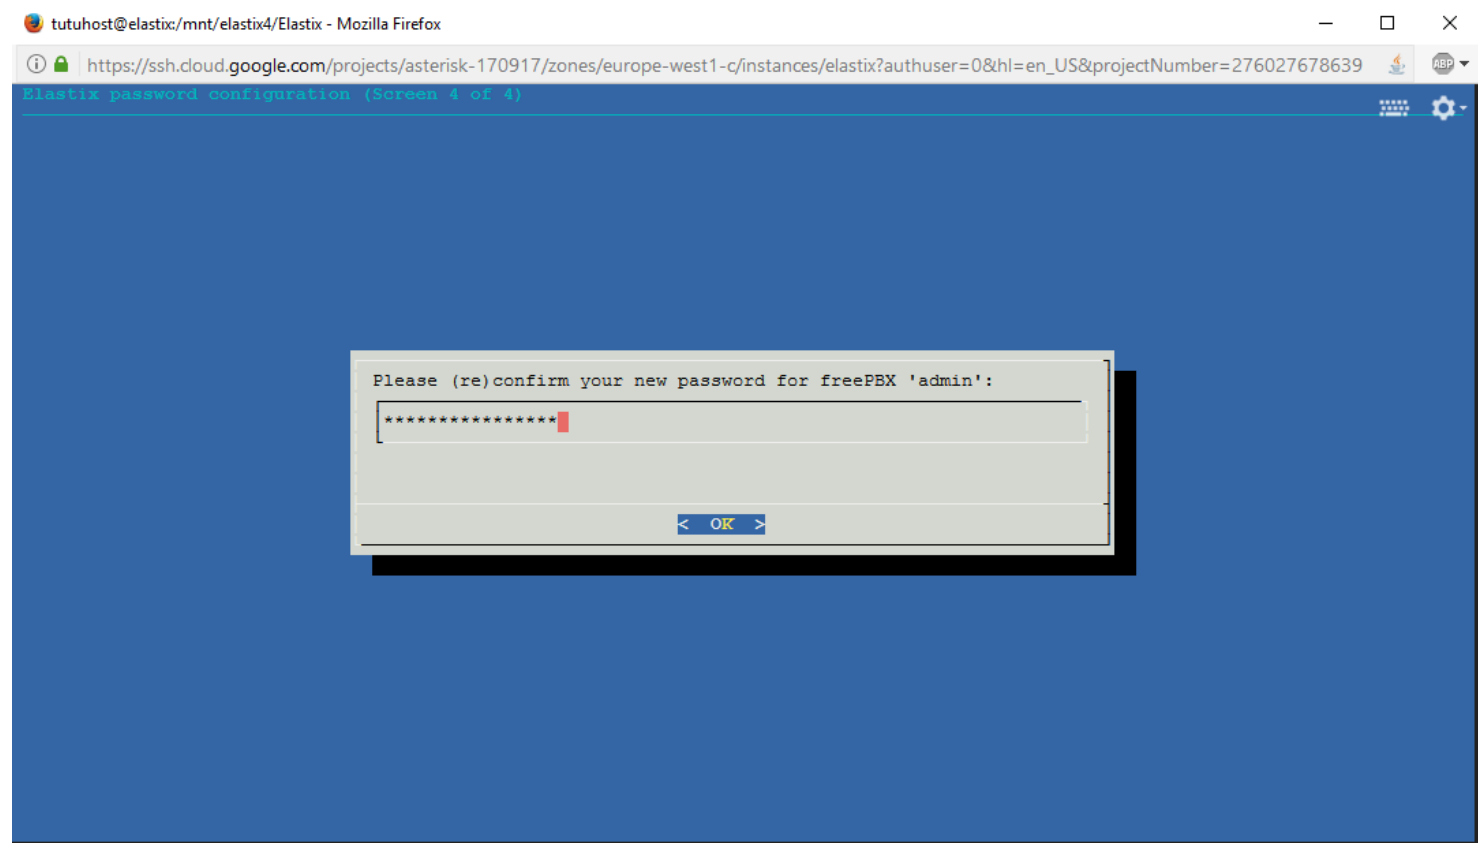 tutuhost@elastix:/mnt/elastix4/Elastix - Mozilla Firefox
https://ssh.cloud.google.com/projects/asterisk-170917/zones/europe-west1-c/instances/elastix?authuser=0&hl=en_US&projectNumber=276027678639
ABP
Elastix password configuration (Screen 4 of 4)
Please (re)confirm your new password for freePBX 'admin':
****************
< OK >